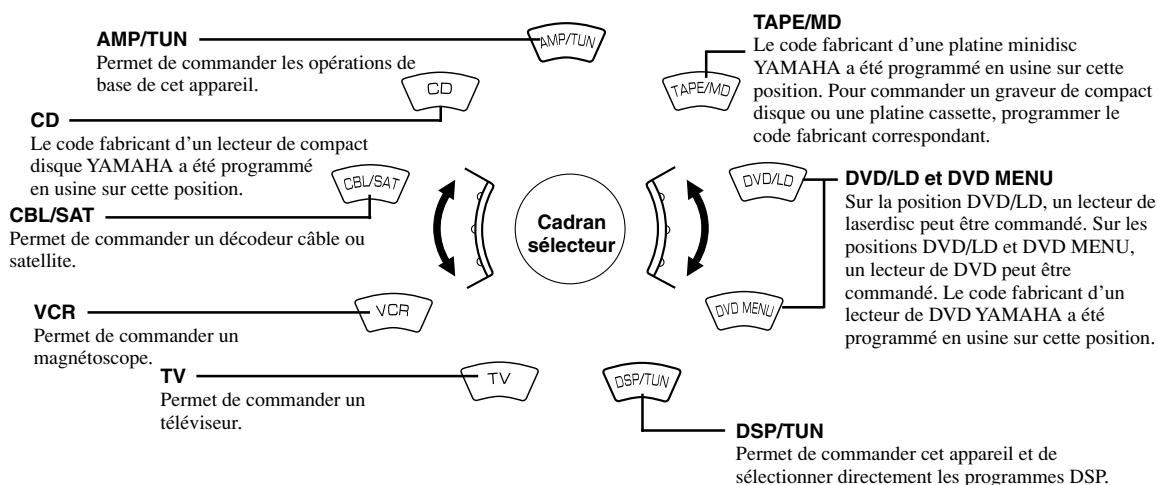 AMP/TUN
Permet de commander les opérations de
base de cet appareil.
CD
Le code fabricant d'un lecteur de compact
disque YAMAHA a été programmé
en usine sur cette position.
CBL/SAT
Permet de commander un décodeur câble ou
satellite.
VCR
Permet de commander un
magnétoscope.
TV
Permet de commander un
téléviseur.
AMP/TUN
CD
CBL/SAT
VCR
TV
Cadran
sélecteur
TAPE/MD
DVD/LD
DVD MENU
DSP/TUN
TAPE/MD
Le code fabricant d'une platine minidisc
YAMAHA a été programmé en usine sur cette
position. Pour commander un graveur de compact
disque ou une platine cassette, programmer le
code fabricant correspondant.
DVD/LD et DVD MENU
Sur la position DVD/LD, un lecteur de
laserdisc peut être commandé. Sur les
positions DVD/LD et DVD MENU,
un lecteur de DVD peut être
commandé. Le code fabricant d'un
lecteur de DVD YAMAHA a été
programmé en usine sur cette position.
DSP/TUN
Permet de commander cet appareil et de
sélectionner directement les programmes DSP.